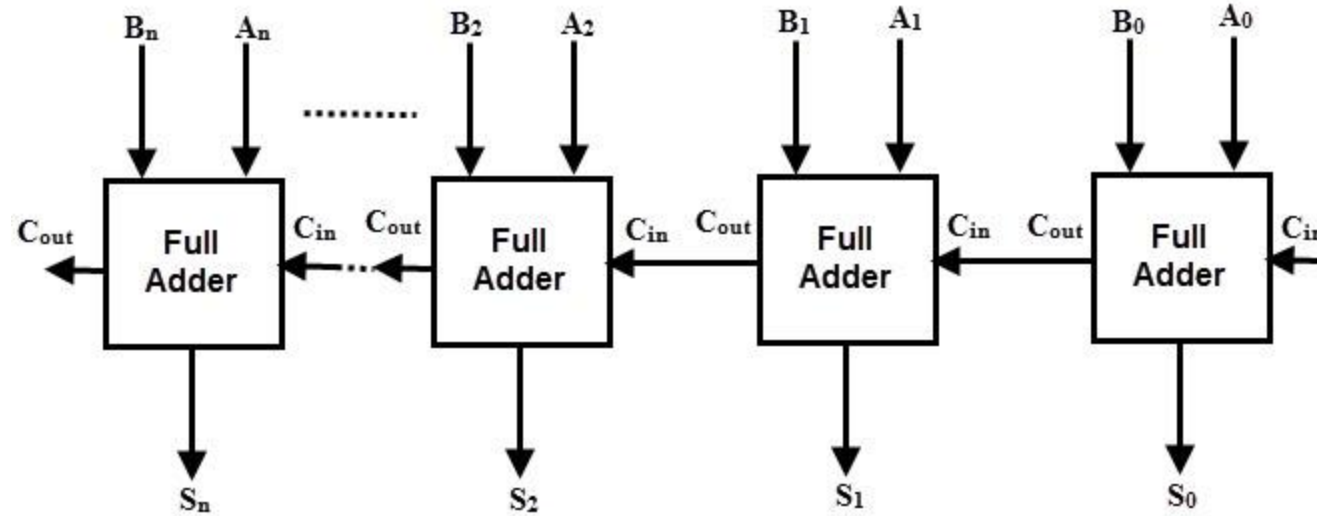 Bn An B2 A2 B1 A1 B0 A0
Cout Full Adder Cin Cout Full Adder Cin Cout Full Adder Cin Cout Full Adder Cin
Sn S2 S1 S0